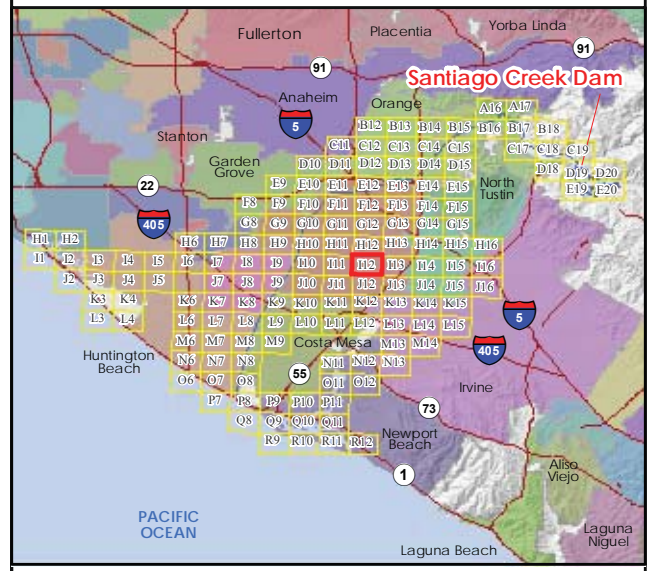 Fullerton
Placentia
Yorba Linda
91
91
Santiago Creek Dam
Anaheim
Orange
A16 A17
5
B12 B13 B14 B15 B16 B17 B18
Stanton
C11 C12 C13 C14 C15 C17 C18 C19
Garden
Grove
D10 D11 D12 D13 D14 D15 D18 D19 D20
22
E9 E10 E11 E12 E13 E14 E15 E19 E20
North
Tustin
F8 F9 F10 F11 F12 F13 F14 F15
405
G8 G9 G10 G11 G12 G13 G14 G15
H1 H2 H6 H7 H8 H9 H10 H11 H12 H13 H14 H15 H16
I1 I2 I3 I4 I5 I6 I7 I8 I9 I10 I11 I12 I13 I14 I15 I16
J2 J3 J4 J5 J7 J8 J9 J10 J11 J12 J13 J14 J15 J16
K3 K4 K6 K7 K8 K9 K10 K11 K12 K13 K14 K15
5
L3 L4 L6 L7 L8 L9 L10 L11 L12 L13 L14 L15
M6 M7 M8 M9 Costa Mesa M13 M14
405
Huntington
Beach
N6 N7 N8 N11 N12 N13
55
O6 O7 O8 O11 O12
Irvine
P7 P8 P9 P10 P11
73
Q8 Q9 Q10 Q11
Newport
Beach
R9 R10 R11 R12
1
Aliso
Viejo
PACIFIC
OCEAN
Laguna
Niguel
Laguna Beach